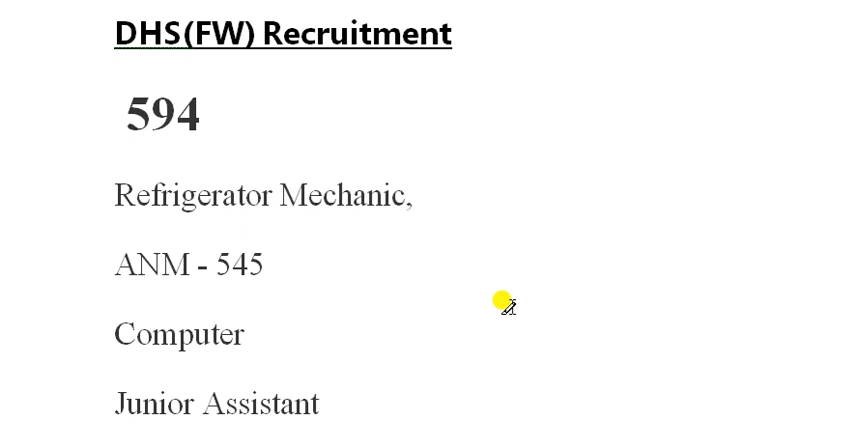 DHS(FW) Recruitment
594
Refrigerator Mechanic,
ANM - 545
Computer
Junior Assistant